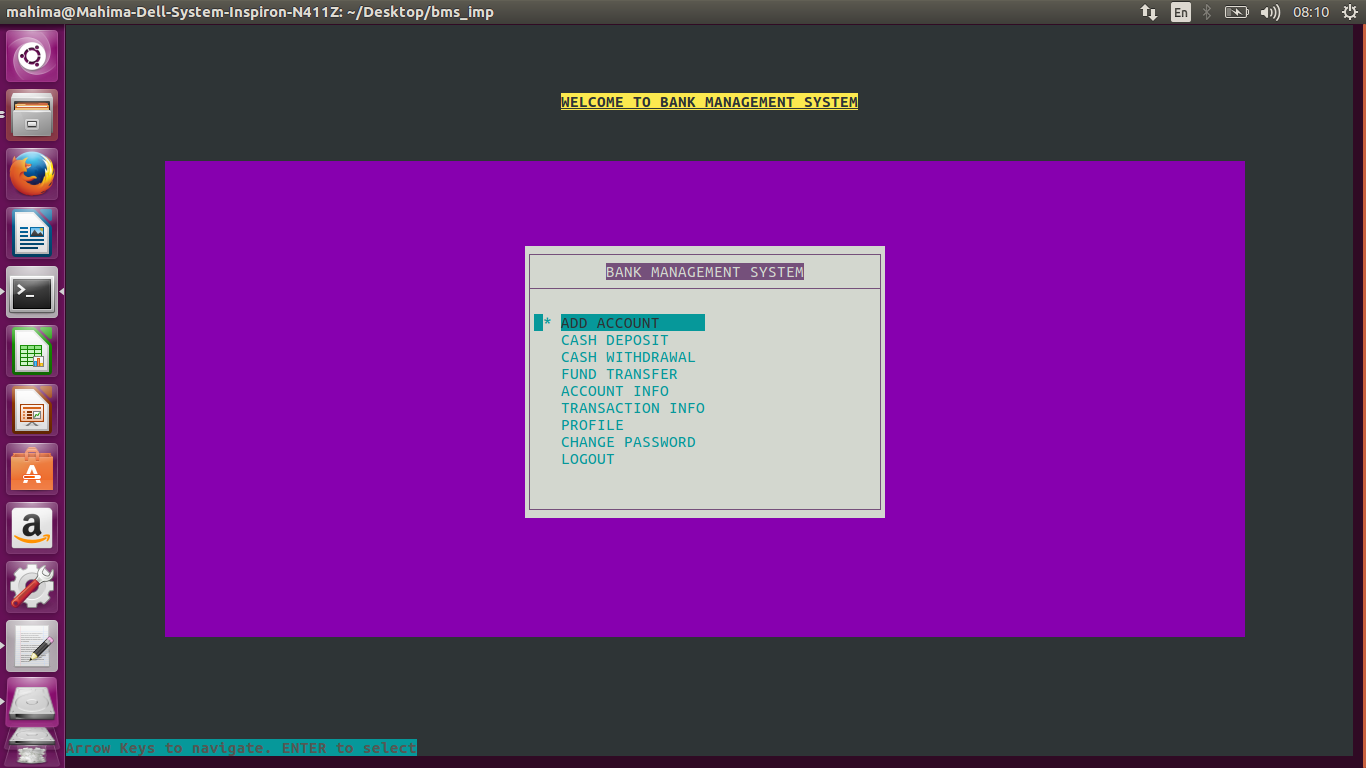 mahima@Mahima-Dell-System-Inspiron-N411Z: ~/Desktop/bms_imp
En
08:10
WELCOME TO BANK MANAGEMENT SYSTEM
BANK MANAGEMENT SYSTEM
* ADD ACCOUNT
CASH DEPOSIT
CASH WITHDRAWAL
FUND TRANSFER
ACCOUNT INFO
TRANSACTION INFO
PROFILE
CHANGE PASSWORD
LOGOUT
Arrow Keys to navigate. ENTER to select